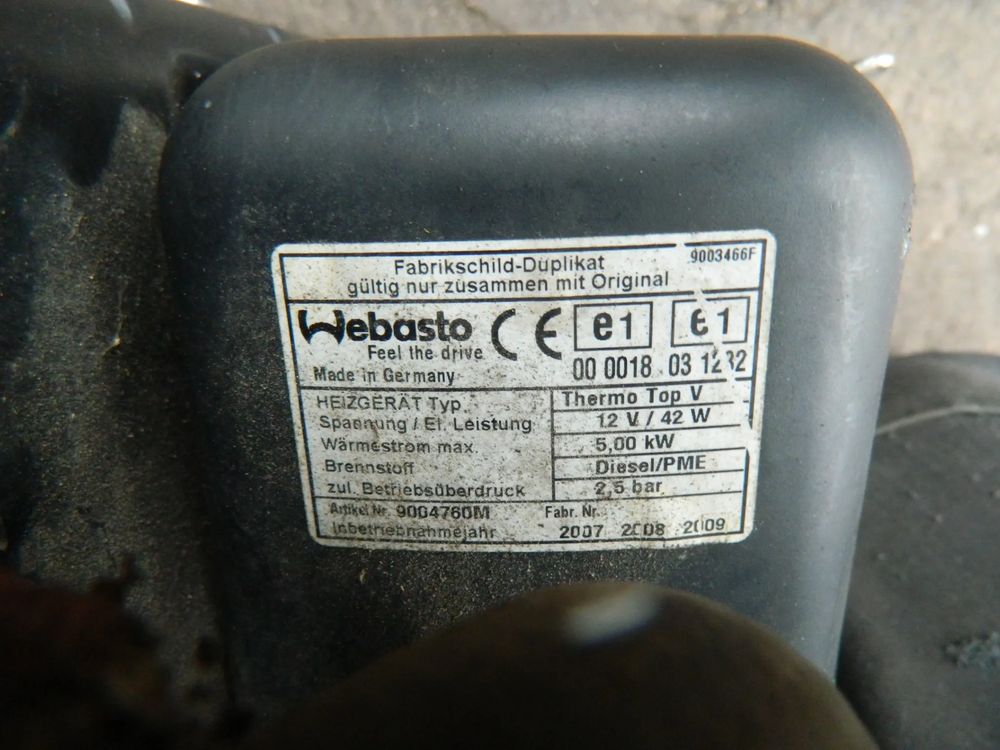 Fabrikschild-Duplikat 9003466F
gültig nur zusammen mit Original
Webasto CE e1 e1
Feel the drive
Made in Germany 00 0018 03 1232
HEIZGERÄT Typ Thermo Top V
Spannung / El. Leistung 12 V / 42 W
Wärmestrom max. 5,00 kW
Brennstoff Diesel/PME
zul. Betriebsüberdruck 2,5 bar
Artikel Nr. 9004760M Fabr. Nr.
Inbetriebnahmejahr 2007 2008 2009